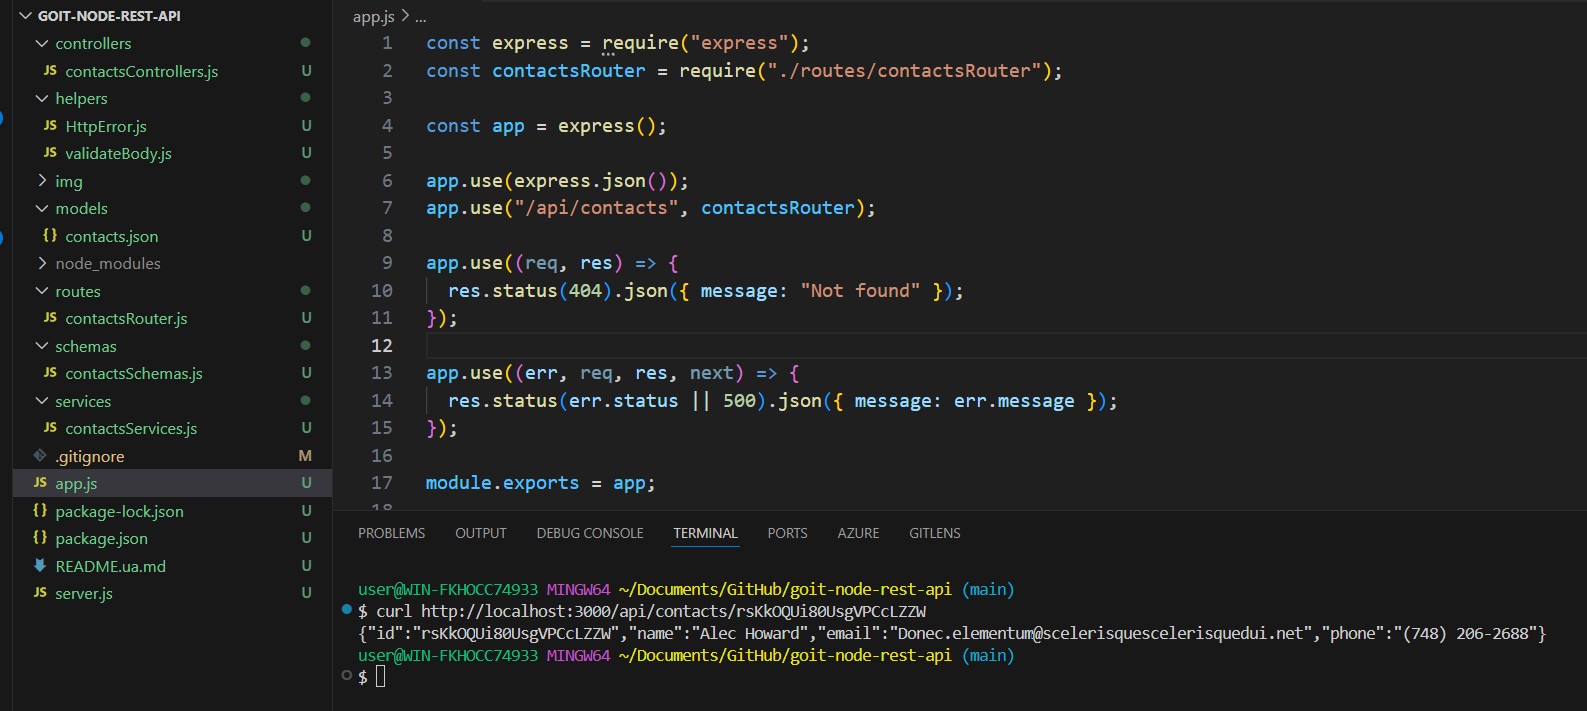 GOIT-NODE-REST-API
controllers
JS contactsControllers.js U
helpers
JS HttpError.js U
JS validateBody.js U
img
models
{} contacts.json U
node_modules
routes
JS contactsRouter.js U
schemas
JS contactsSchemas.js U
services
JS contactsServices.js U
.gitignore M
JS app.js U
{} package-lock.json U
{} package.json U
README.ua.md U
JS server.js U
app.js > ...
1 const express = require("express");
2 const contactsRouter = require("./routes/contactsRouter");
3
4 const app = express();
5
6 app.use(express.json());
7 app.use("/api/contacts", contactsRouter);
8
9 app.use((req, res) => {
10 res.status(404).json({ message: "Not found" });
11 });
12
13 app.use((err, req, res, next) => {
14 res.status(err.status || 500).json({ message: err.message });
15 });
16
17 module.exports = app;
18
PROBLEMS OUTPUT DEBUG CONSOLE TERMINAL PORTS AZURE GITLENS
user@WIN-FKHOCC74933 MINGW64 ~/Documents/GitHub/goit-node-rest-api (main)
$ curl http://localhost:3000/api/contacts/rsKkOQUi80UsgVPCcLZZW
{"id":"rsKkOQUi80UsgVPCcLZZW","name":"Alec Howard","email":"Donec.elementum@scelerisquescelerisquedui.net","phone":"(748) 206-2688"}
user@WIN-FKHOCC74933 MINGW64 ~/Documents/GitHub/goit-node-rest-api (main)
$